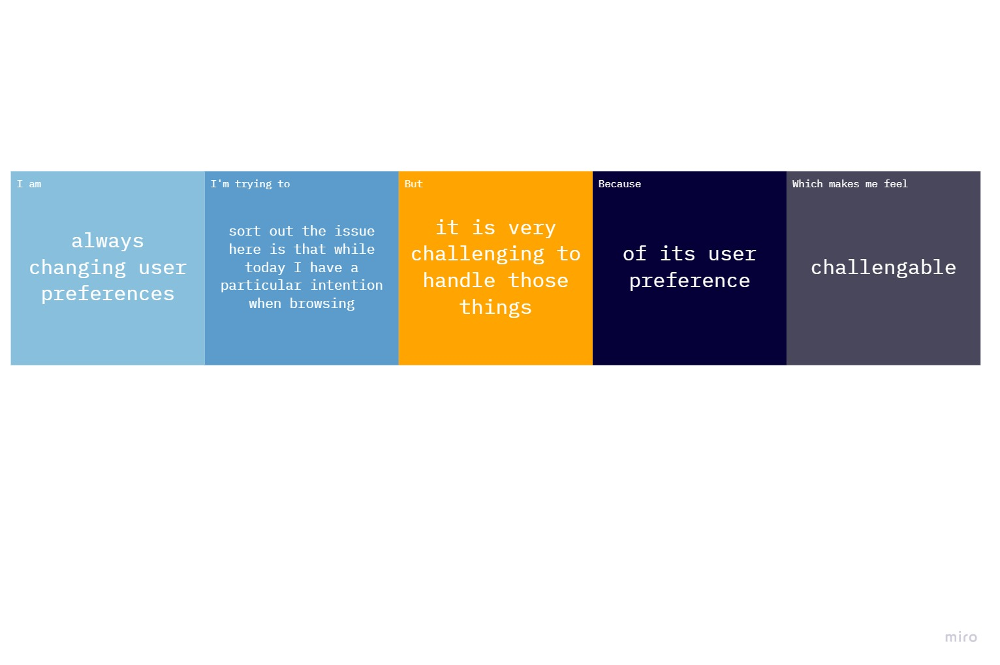 I am
always
changing user
preferences
I'm trying to
sort out the issue
here is that while
today I have a
particular intention
when browsing
But
it is very
challenging to
handle those
things
Because
of its user
preference
Which makes me feel
challengable
miro